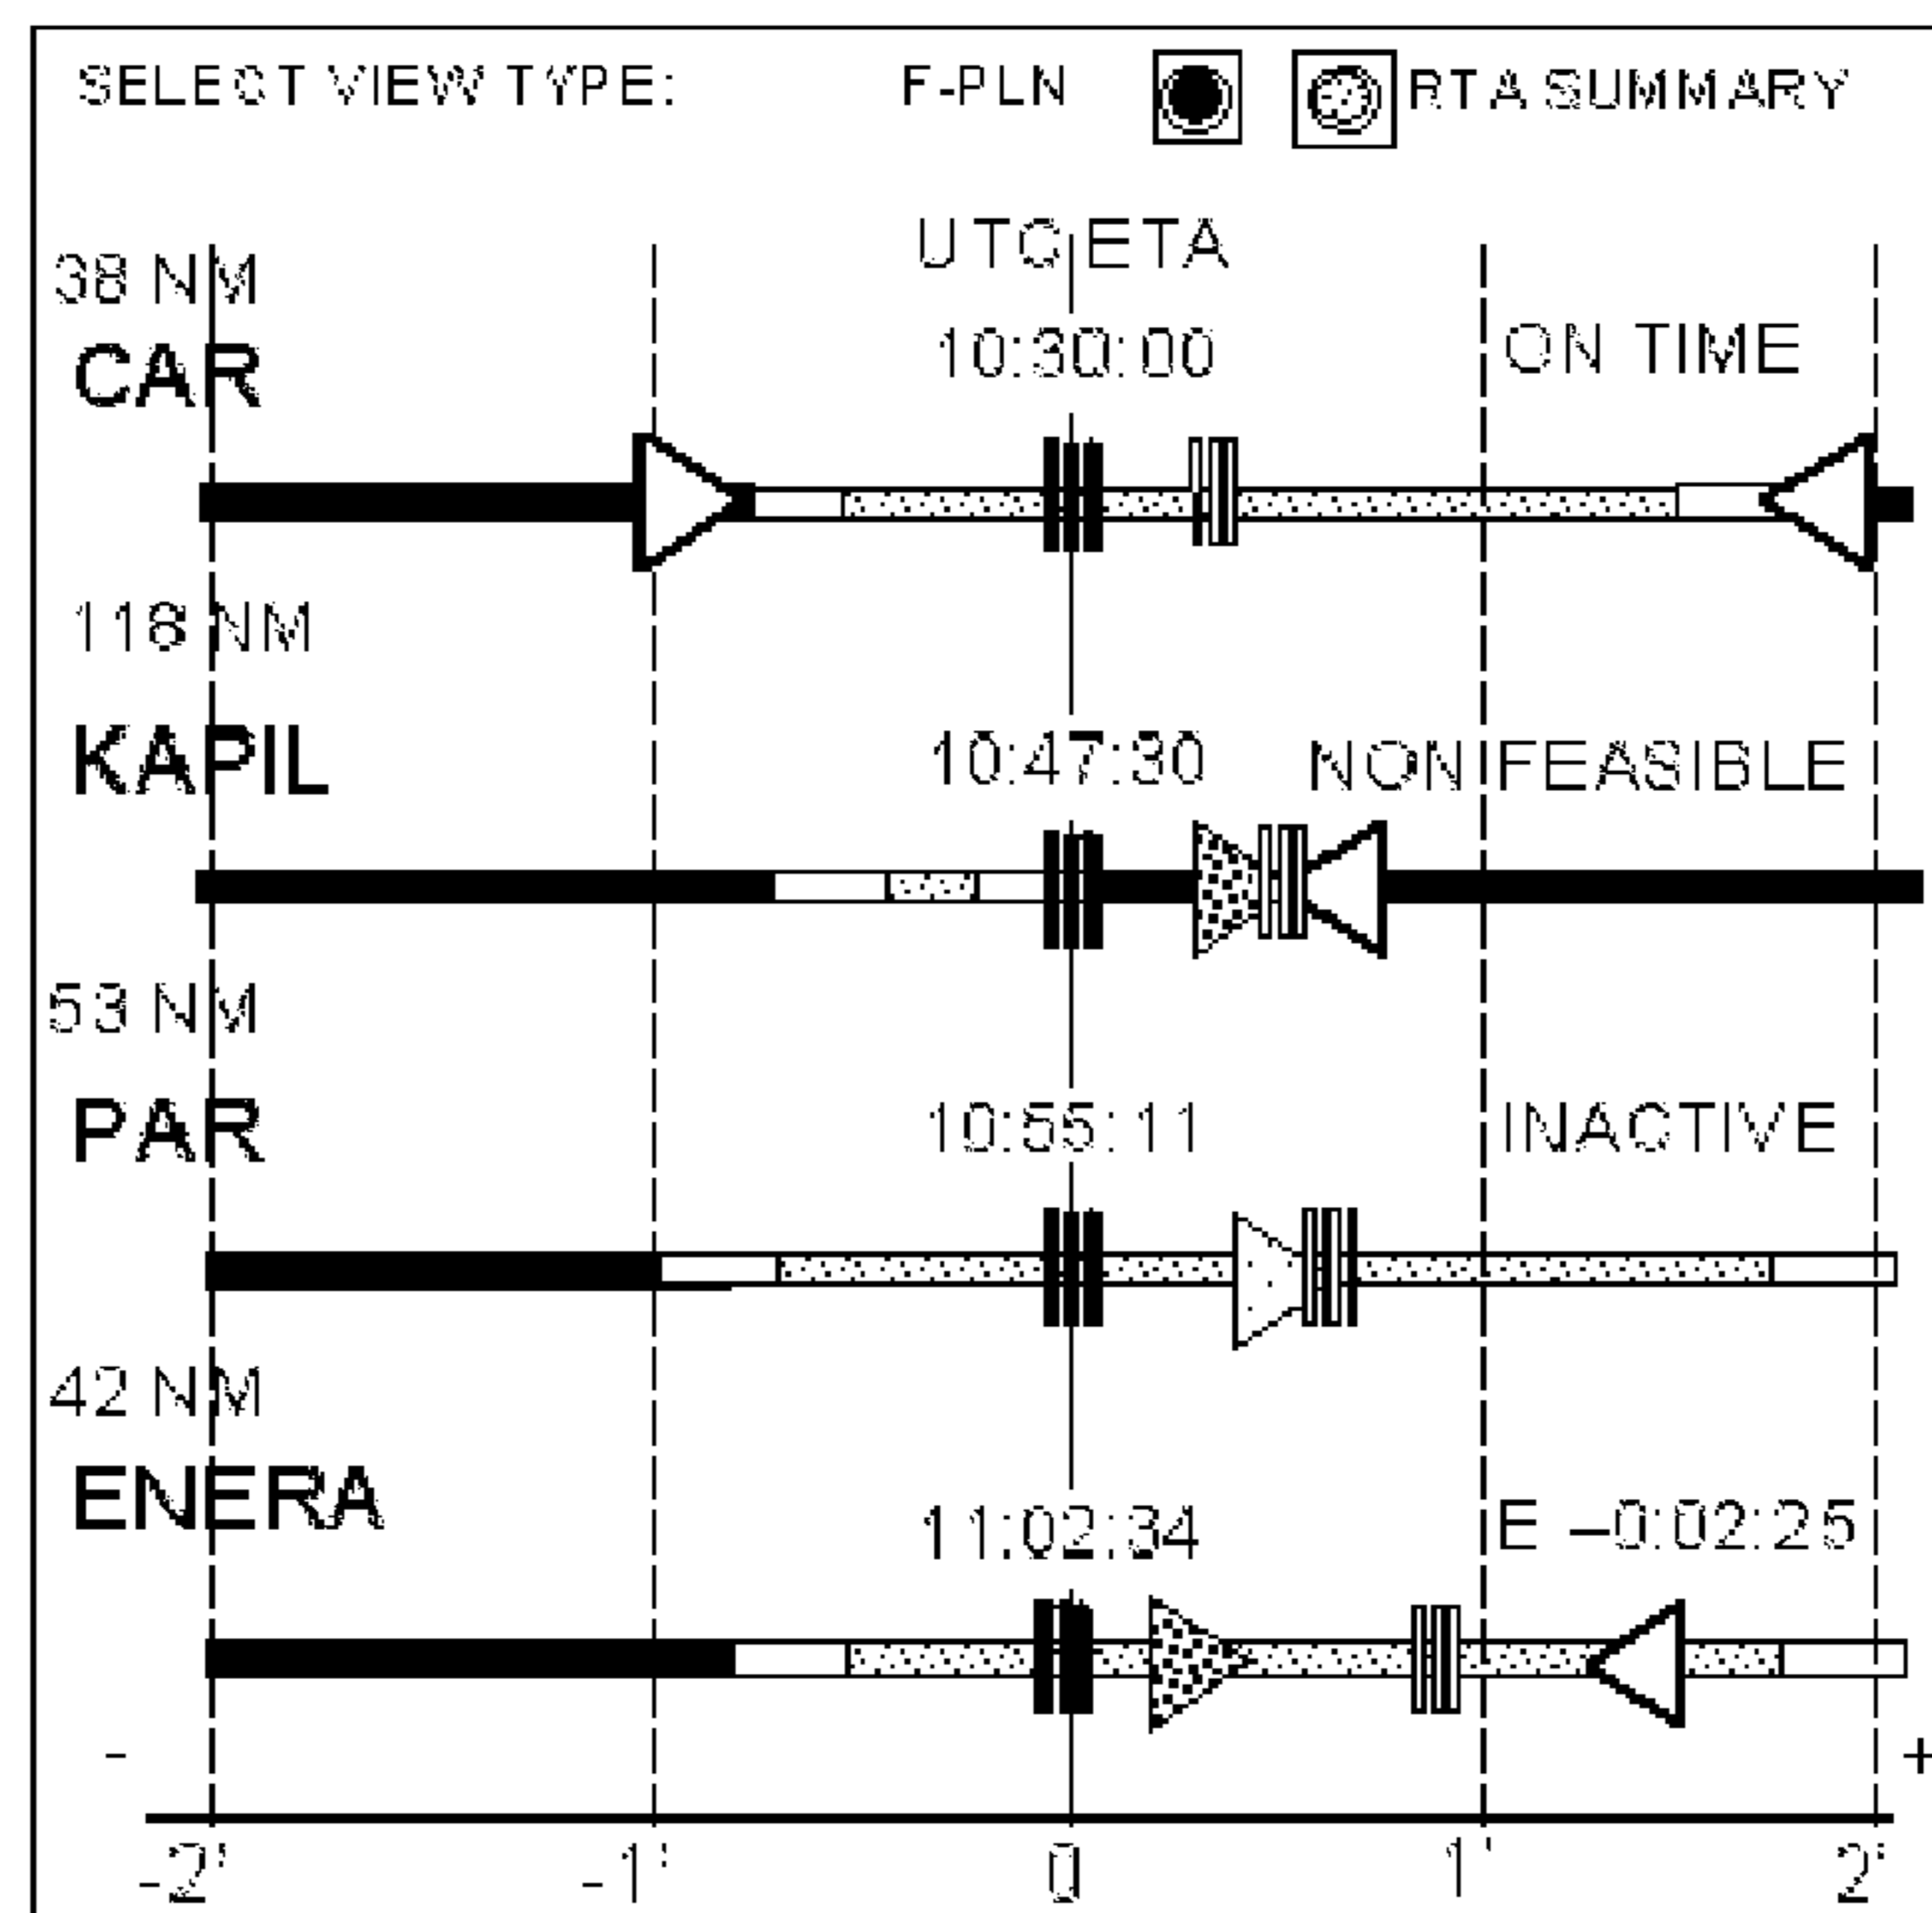 SELECT VIEW TYPE: F-PLN RTA SUMMARY
UTC ETA
38 NM
CAR 10:30:00 ON TIME
118 NM
KAPIL 10:47:30 NON FEASIBLE
53 NM
PAR 10:55:11 INACTIVE
42 NM
ENERA 11:02:34 E –0:02:25
- +
-2' -1' 0 1' 2'